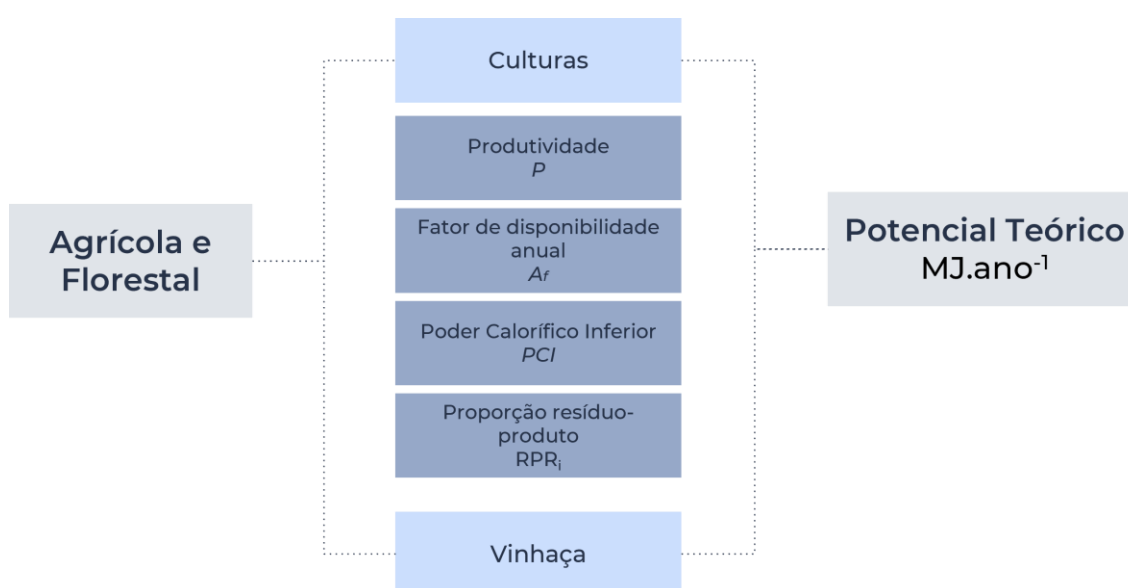 Culturas
Produtividade
P
Fator de disponibilidade
anual
Af
Poder Calorífico Inferior
PCI
Proporção resíduo-
produto
RPRi
Vinhaça
Agrícola e
Florestal
Potencial Teórico
MJ.ano-1